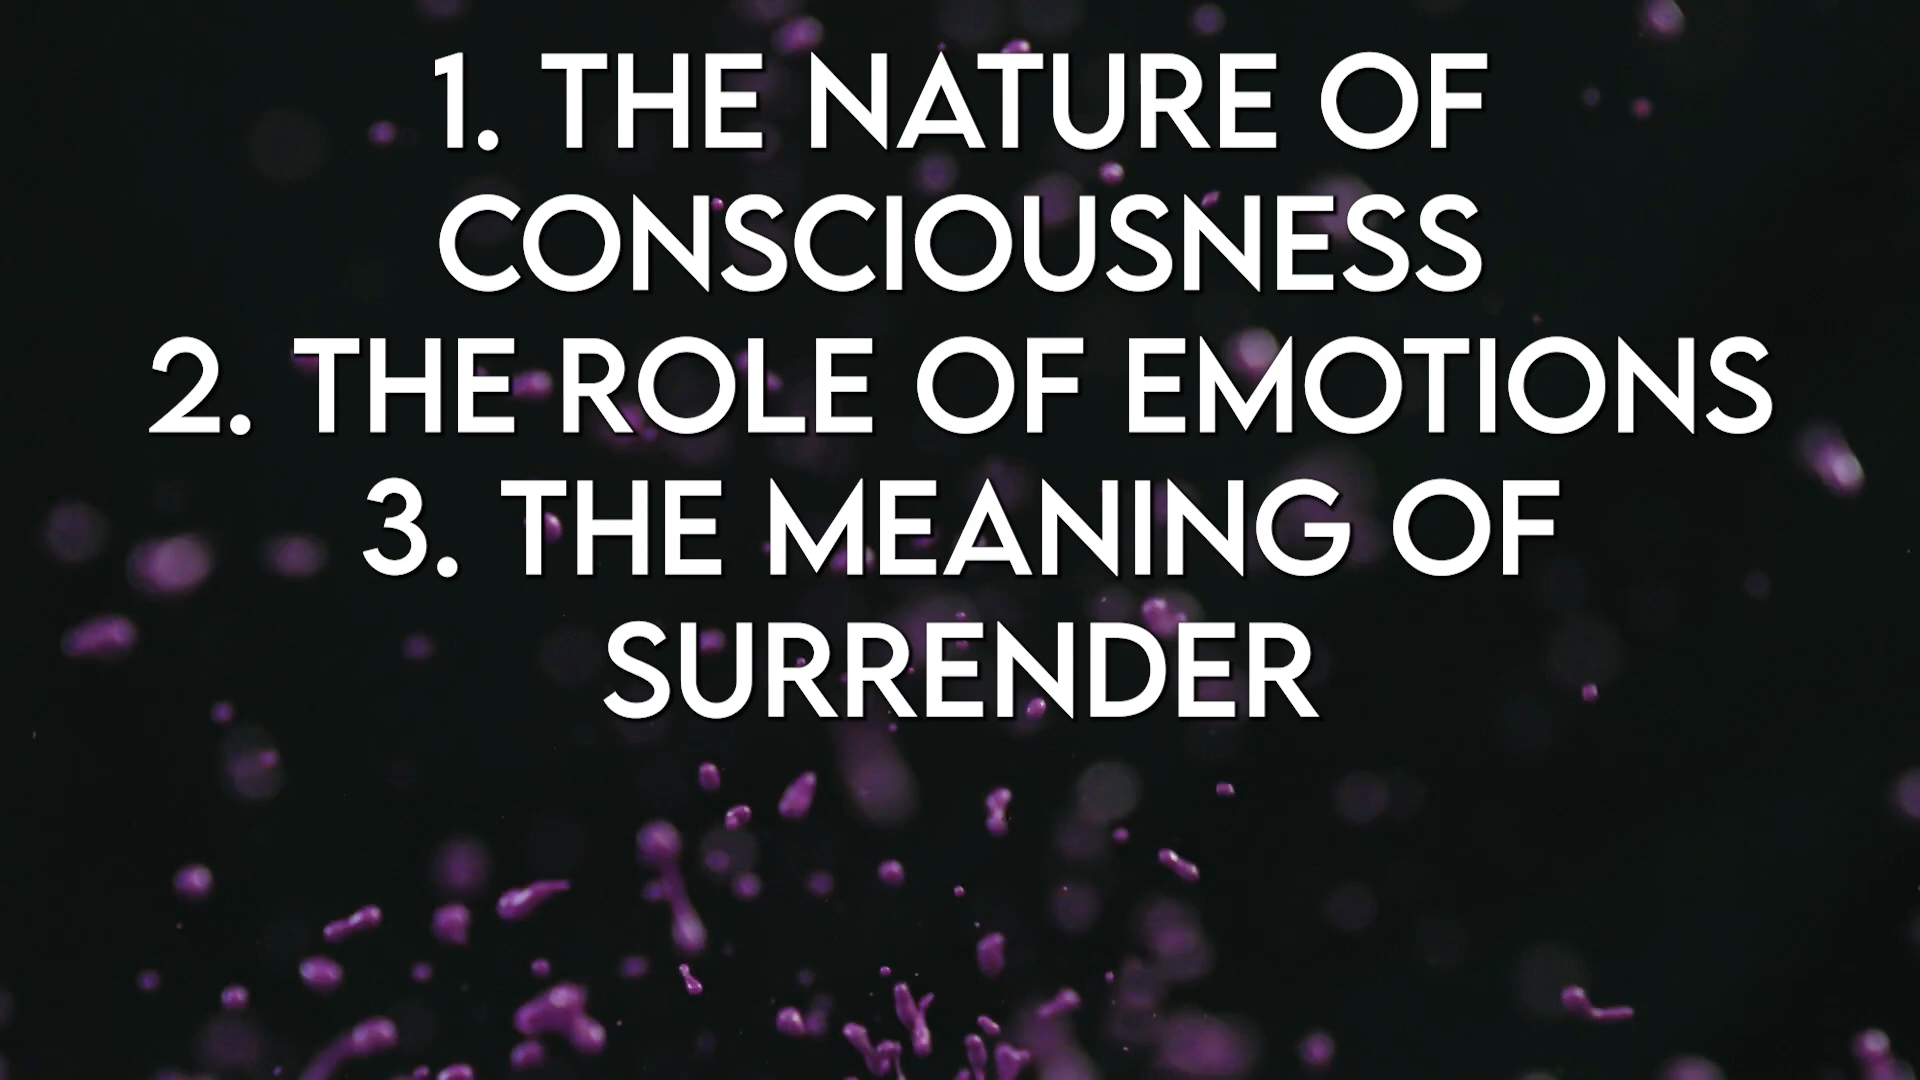 1. THE NATURE OF
CONSCIOUSNESS
2. THE ROLE OF EMOTIONS
3. THE MEANING OF
SURRENDER